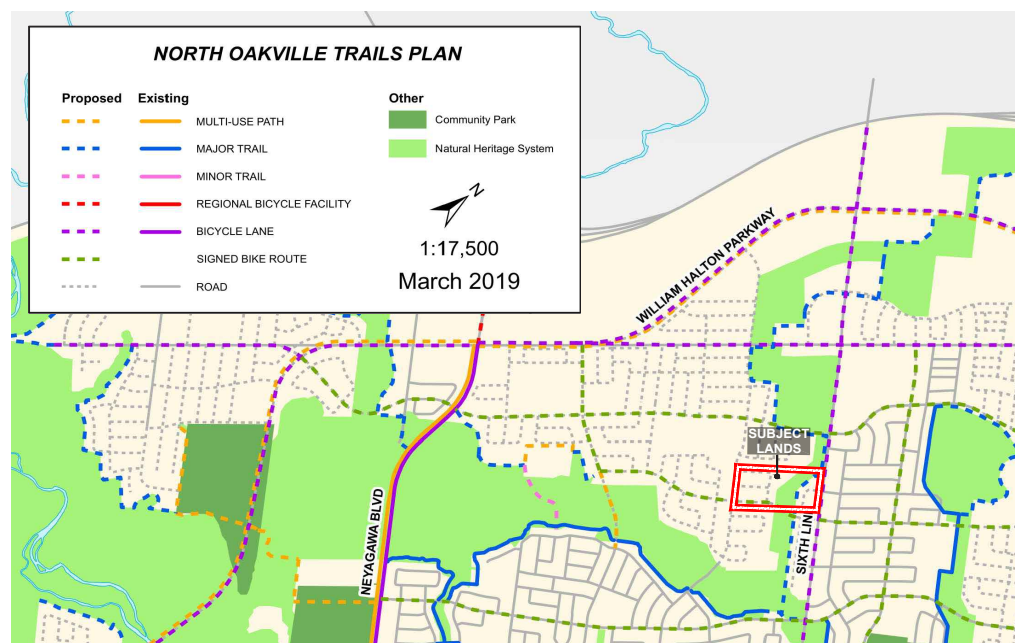 NORTH OAKVILLE TRAILS PLAN
Proposed Existing
MULTI-USE PATH
MAJOR TRAIL
MINOR TRAIL
REGIONAL BICYCLE FACILITY
BICYCLE LANE
SIGNED BIKE ROUTE
ROAD
Other
Community Park
Natural Heritage System
N
1:17,500
March 2019
WILLIAM HALTON PARKWAY
SUBJECT
LANDS
NEYAGAWA BLVD
SIXTH LIN